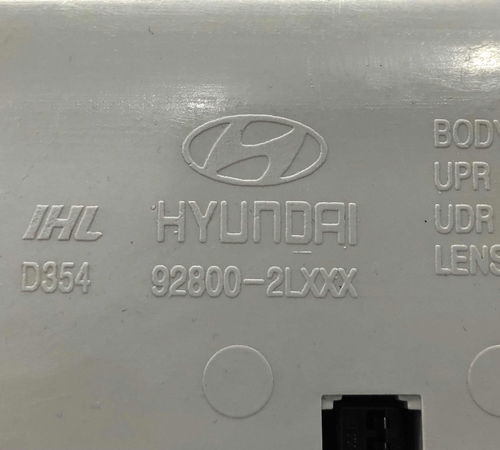 IHL
D354
HYUNDAI
92800-2LXXX
BODY
UPR
UDR
LENS